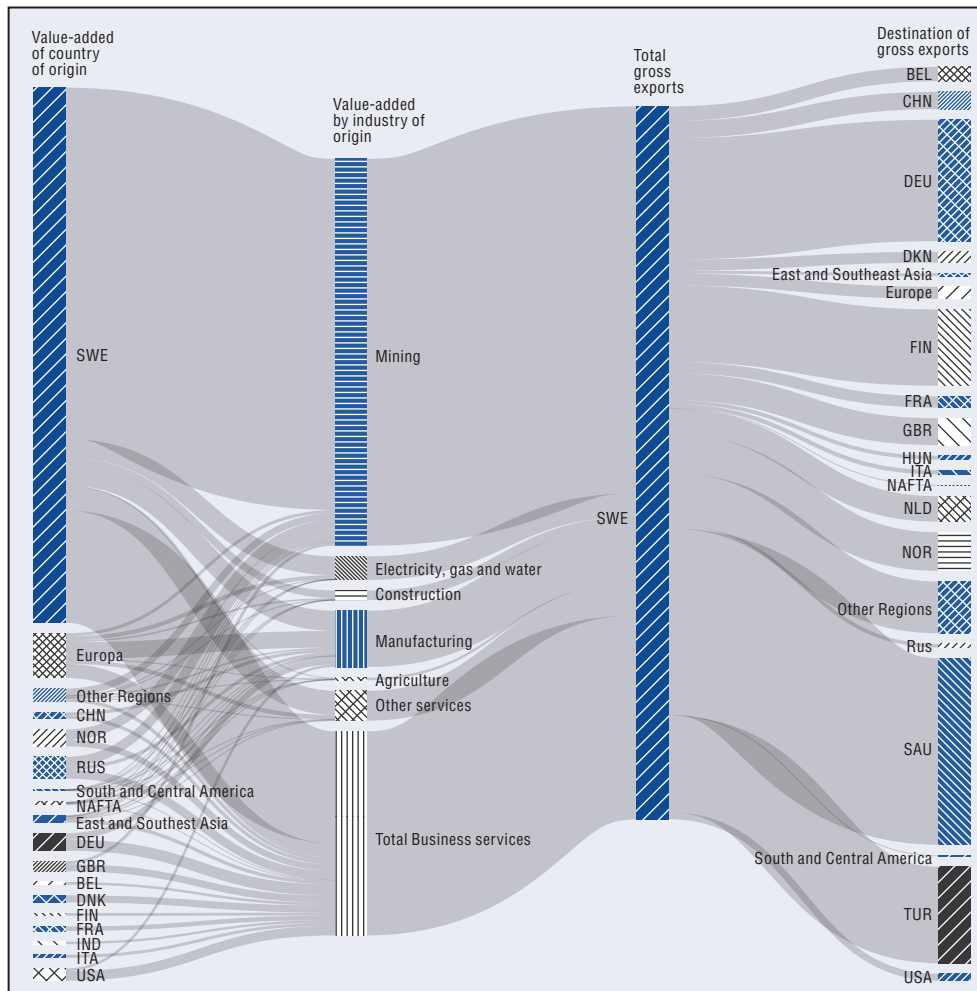 Value-added
of country
of origin
SWE
Europa
Other Regions
CHN
NOR
RUS
South and Central America
NAFTA
East and Southest Asia
DEU
GBR
BEL
DNK
FIN
FRA
IND
ITA
USA
Value-added
by industry of
origin
Mining
Electricity, gas and water
Construction
Manufacturing
Agriculture
Other services
Total Business services
Total
gross
exports
SWE
Destination of
gross exports
BEL
CHN
DEU
DKN
East and Southeast Asia
Europe
FIN
FRA
GBR
HUN
ITA
NAFTA
NLD
NOR
Other Regions
Rus
SAU
South and Central America
TUR
USA